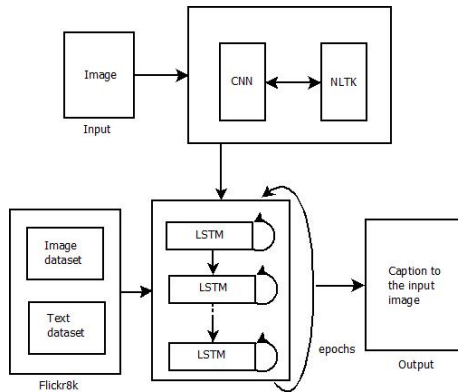 Image
Input
CNN
NLTK
Image
dataset
Text
dataset
Flickr8k
LSTM
LSTM
LSTM
epochs
Caption to
the input
image
Output